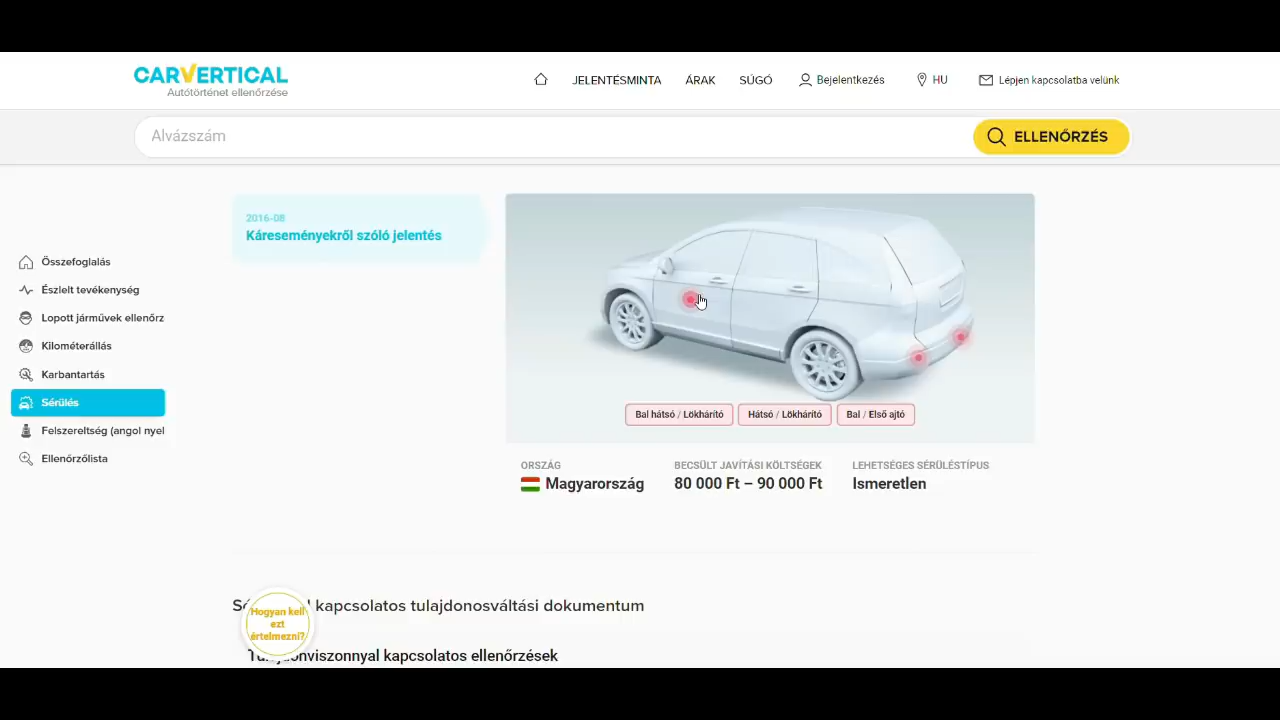 CARVERTICAL
Autótörténet ellenőrzése
JELENTÉSMINTA ÁRAK SÚGÓ Bejelentkezés HU Lépjen kapcsolatba velünk
Alvázszám
ELLENŐRZÉS
2016-08
Káreseményekről szóló jelentés
Összefoglalás
Észlelt tevékenység
Lopott járművek ellenőrz
Kilométerállás
Karbantartás
Sérülés
Felszereltség (angol nyel
Ellenőrzőlista
Bal hátsó / Lökhárító Hátsó / Lökhárító Bal / Első ajtó
ORSZÁG BECSÜLT JAVÍTÁSI KÖLTSÉGEK LEHETSÉGES SÉRÜLÉSTÍPUS
Magyarország 80 000 Ft – 90 000 Ft Ismeretlen
kapcsolatos tulajdonosváltási dokumentum
Hogyan kell
ezt
értelmezni?
kapcsolatos ellenőrzések